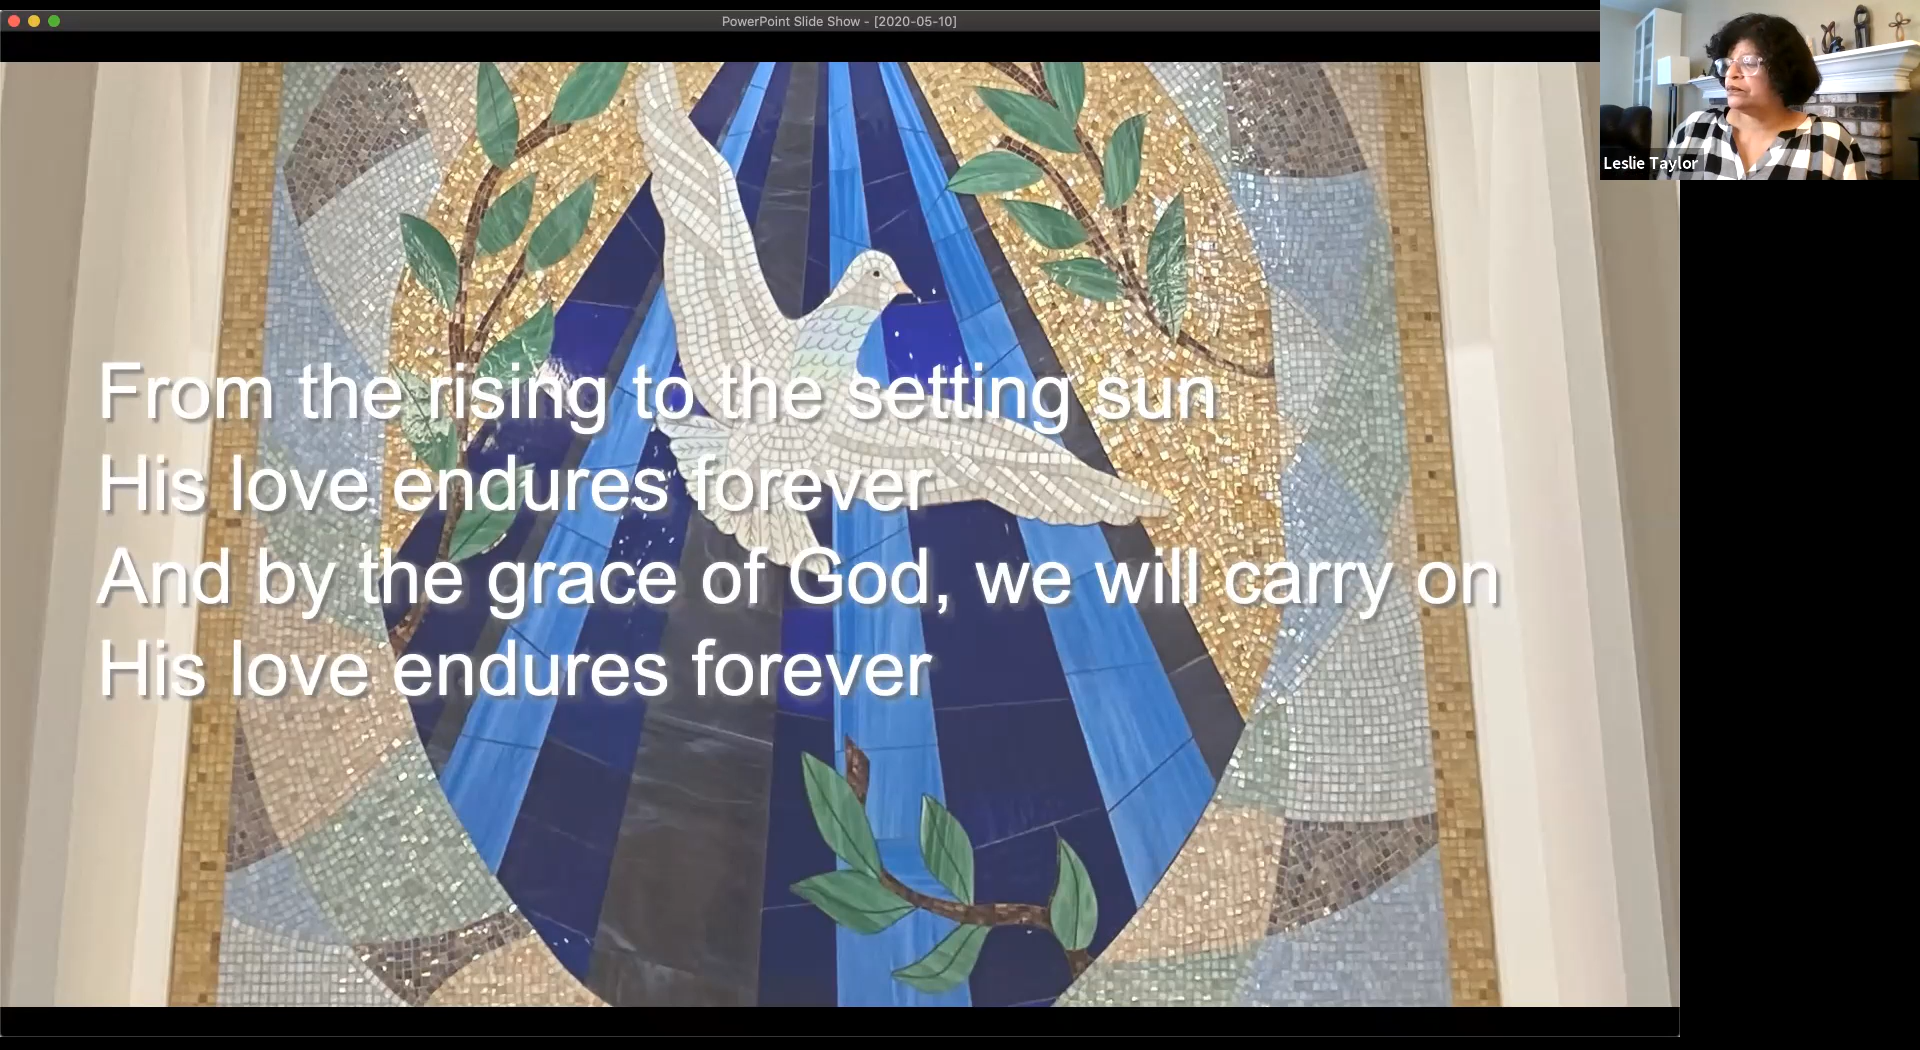 PowerPoint Slide Show - [2020-05-10]
Leslie Taylor
From the rising to the setting sun
His love endures forever
And by the grace of God, we will carry on
His love endures forever